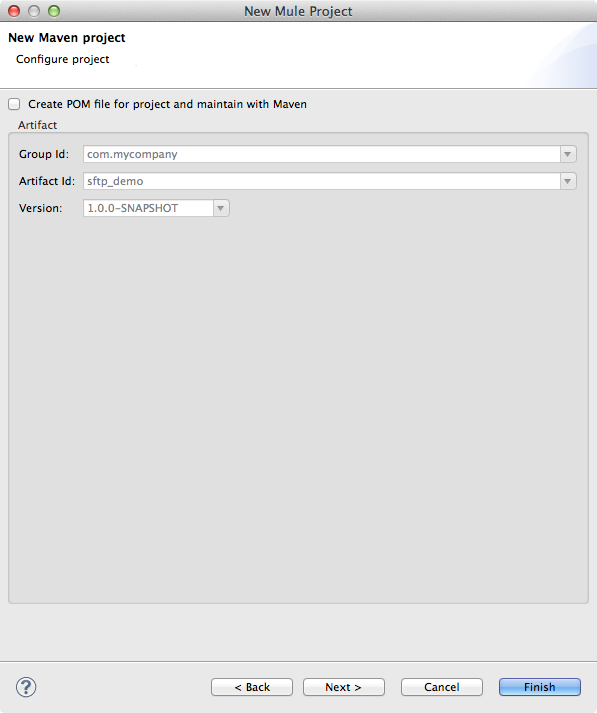 New Mule Project
New Maven project
Configure project
Create POM file for project and maintain with Maven
Artifact
Group Id: com.mycompany
Artifact Id: sftp_demo
Version: 1.0.0-SNAPSHOT
? < Back Next > Cancel Finish